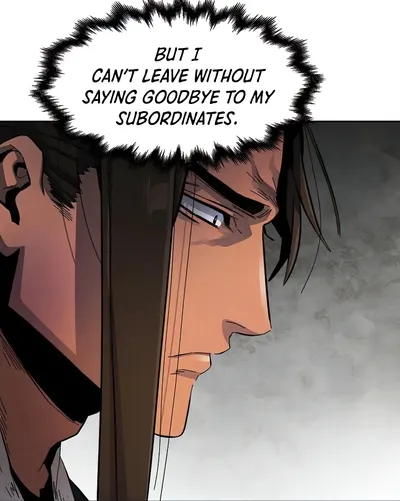 BUT I
CAN'T LEAVE WITHOUT
SAYING GOODBYE TO MY
SUBORDINATES.